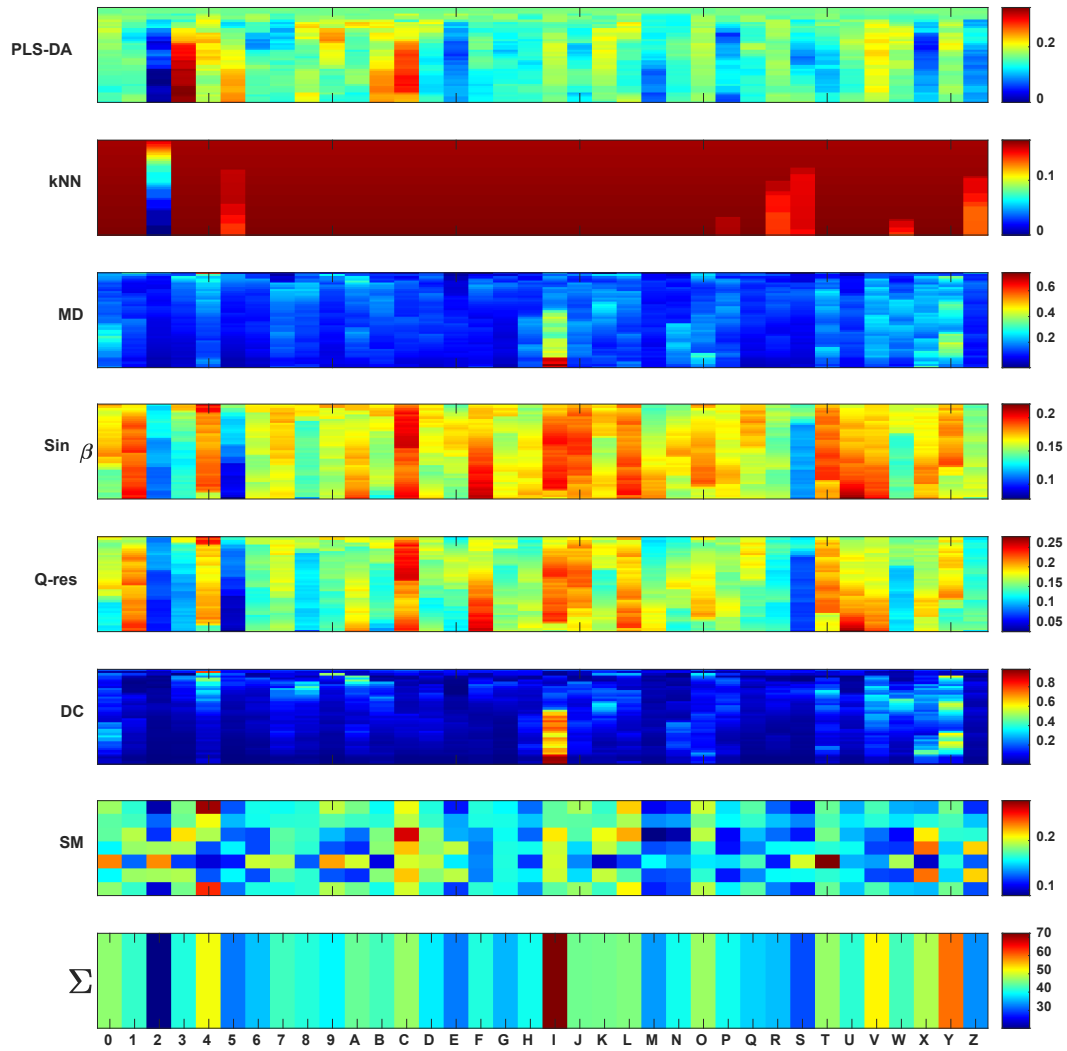 PLS-DA
0.2
0
kNN
0.1
0
MD
0.6
0.4
0.2
Sin β
0.2
0.15
0.1
Q-res
0.25
0.2
0.15
0.1
0.05
DC
0.8
0.6
0.4
0.2
SM
0.2
0.1
Σ
70
60
50
40
30
0 1 2 3 4 5 6 7 8 9 A B C D E F G H I J K L M N O P Q R S T U V W X Y Z